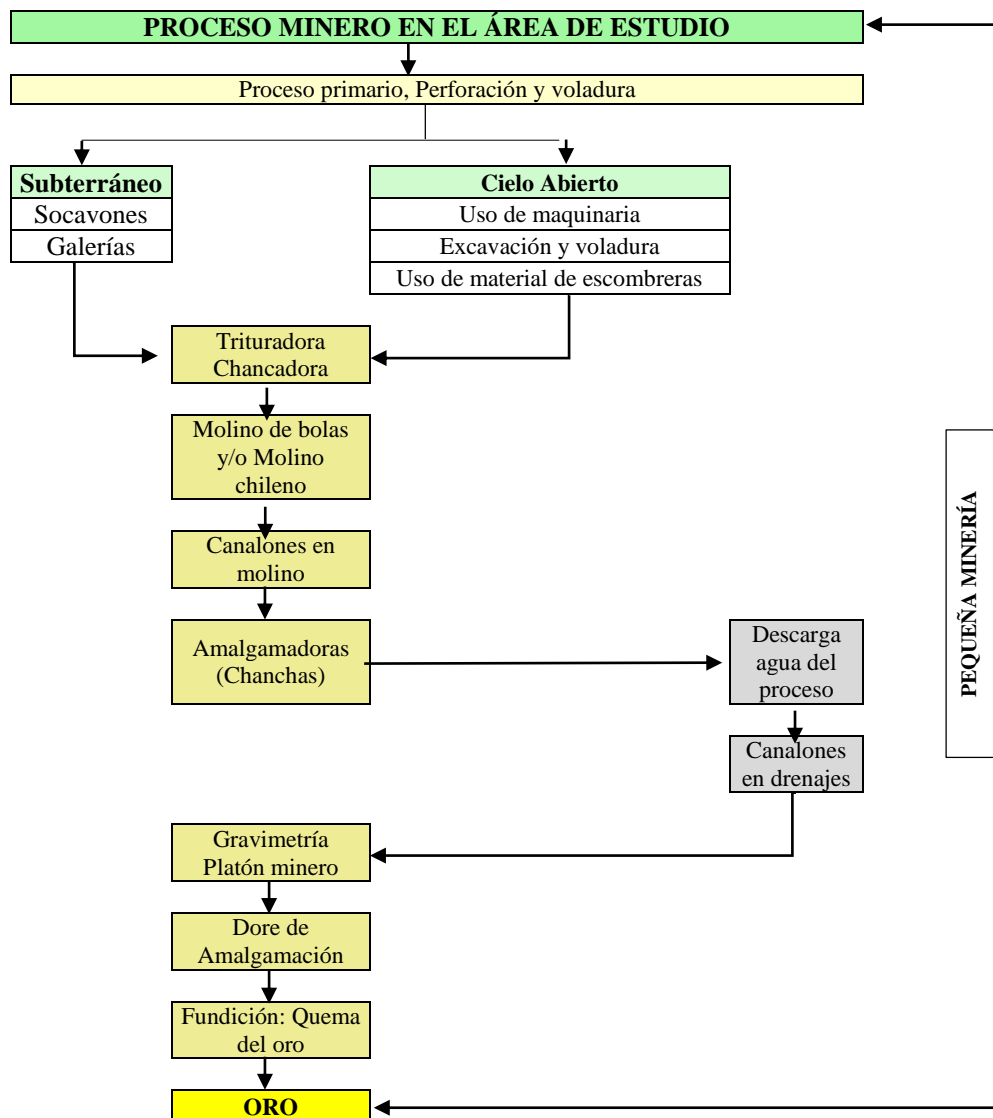 PROCESO MINERO EN EL ÁREA DE ESTUDIO
Proceso primario, Perforación y voladura
Subterráneo
Socavones
Galerías
Cielo Abierto
Uso de maquinaria
Excavación y voladura
Uso de material de escombreras
Trituradora
Chancadora
Molino de bolas
y/o Molino
chileno
Canalones en
molino
Amalgamadoras
(Chanchas)
Descarga
agua del
proceso
Canalones
en drenajes
PEQUEÑA MINERÍA
Gravimetría
Platón minero
Dore de
Amalgamación
Fundición: Quema
del oro
ORO